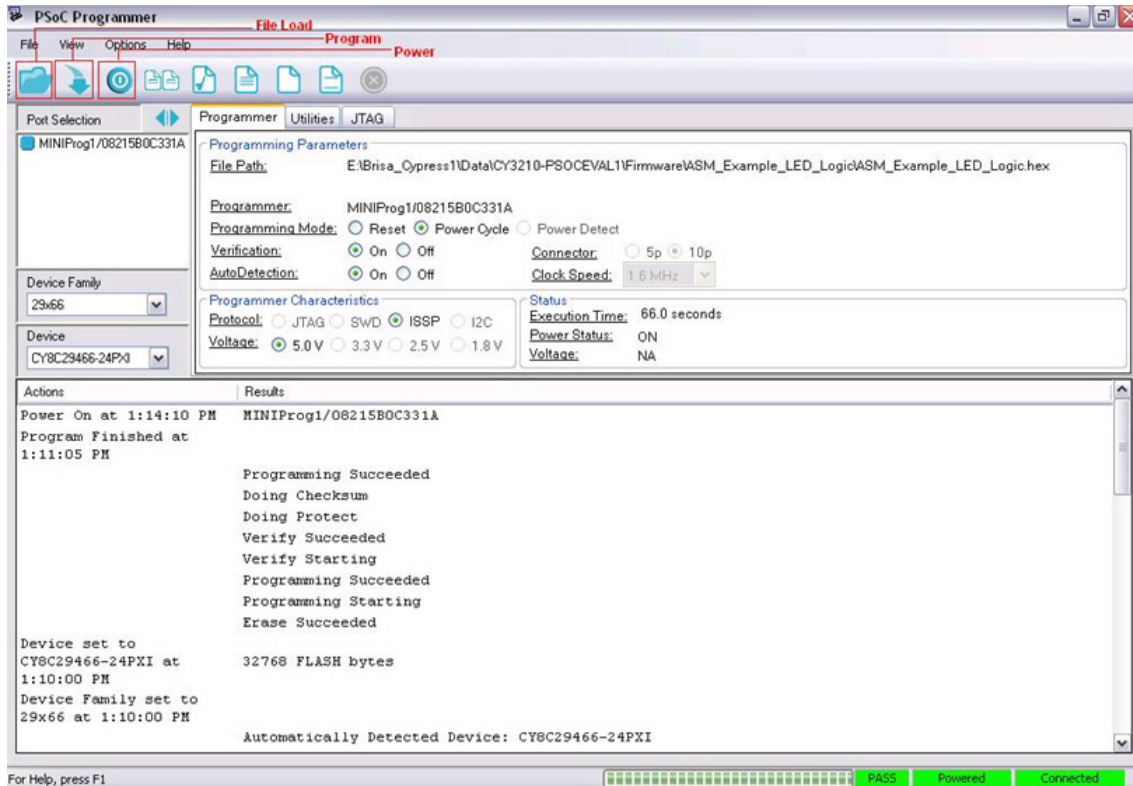 PSoC Programmer
File Load
Program
Power
File View Options Help
Port Selection
MINIProg1/08215B0C331A
Device Family
29x66
Device
CY8C29466-24PXI
Programmer Utilities JTAG
Programming Parameters
File Path: E:\Brisa_Cypress1\Data\CY3210-PSOCEVAL1\Firmware\ASM_Example_LED_Logic\ASM_Example_LED_Logic.hex
Programmer: MINIProg1/08215B0C331A
Programming Mode: Reset Power Cycle Power Detect
Verification: On Off Connector: 5p 10p
AutoDetection: On Off Clock Speed: 1.6 MHz
Programmer Characteristics
Protocol: JTAG SWD ISSP I2C
Voltage: 5.0 V 3.3 V 2.5 V 1.8 V
Status
Execution Time: 66.0 seconds
Power Status: ON
Voltage: NA
Actions Results
Power On at 1:14:10 PM MINIProg1/08215B0C331A
Program Finished at
1:11:05 PM
Programming Succeeded
Doing Checksum
Doing Protect
Verify Succeeded
Verify Starting
Programming Succeeded
Programming Starting
Erase Succeeded
Device set to
CY8C29466-24PXI at 32768 FLASH bytes
1:10:00 PM
Device Family set to
29x66 at 1:10:00 PM
Automatically Detected Device: CY8C29466-24PXI
For Help, press F1 PASS Powered Connected